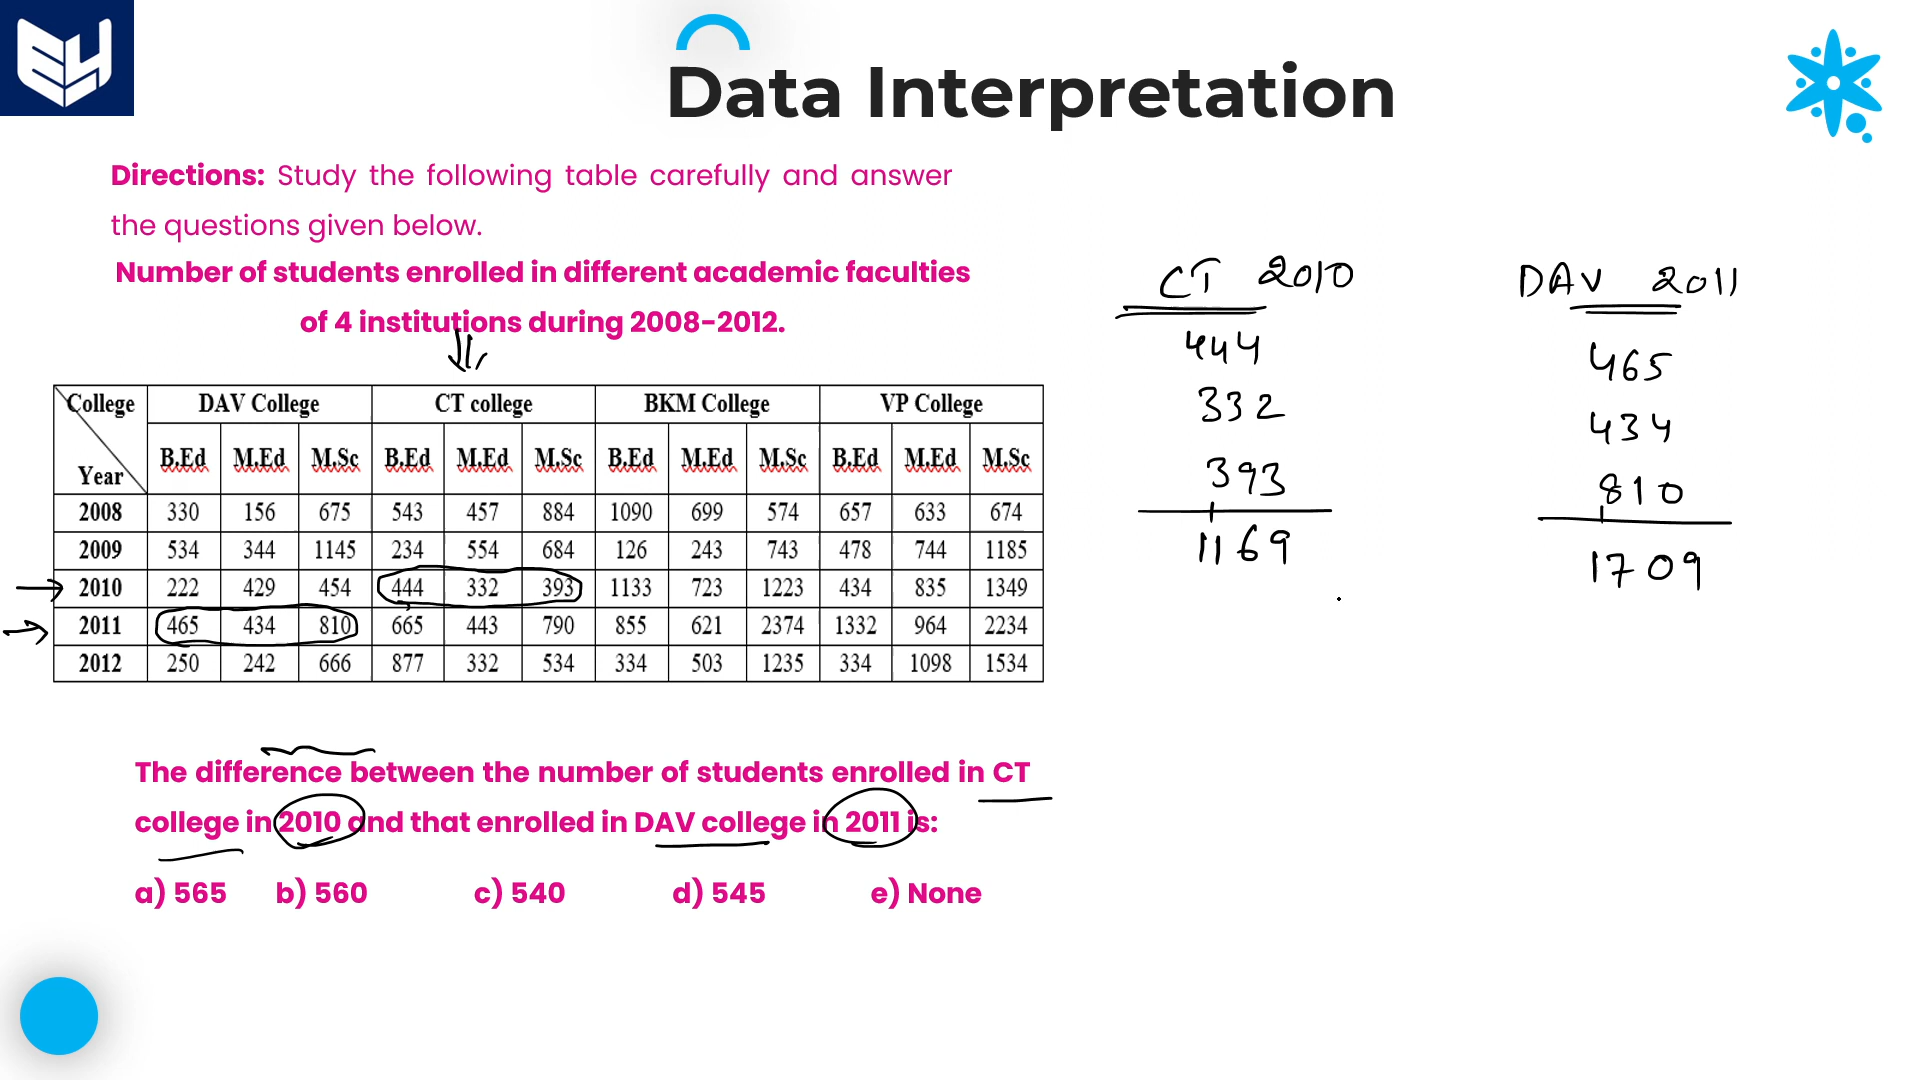 EY
Data Interpretation
Directions: Study the following table carefully and answer
the questions given below.
Number of students enrolled in different academic faculties
of 4 institutions during 2008-2012.
College DAV College CT college BKM College VP College
Year B.Ed M.Ed M.Sc B.Ed M.Ed M.Sc B.Ed M.Ed M.Sc B.Ed M.Ed M.Sc
2008 330 156 675 543 457 884 1090 699 574 657 633 674
2009 534 344 1145 234 554 684 126 243 743 478 744 1185
2010 222 429 454 444 332 393 1133 723 1223 434 835 1349
2011 465 434 810 665 443 790 855 621 2374 1332 964 2234
2012 250 242 666 877 332 534 334 503 1235 334 1098 1534
The difference between the number of students enrolled in CT
college in 2010 and that enrolled in DAV college in 2011 is:
a) 565 b) 560 c) 540 d) 545 e) None
CT 2010
444
332
393
1169
DAV 2011
465
434
810
1709